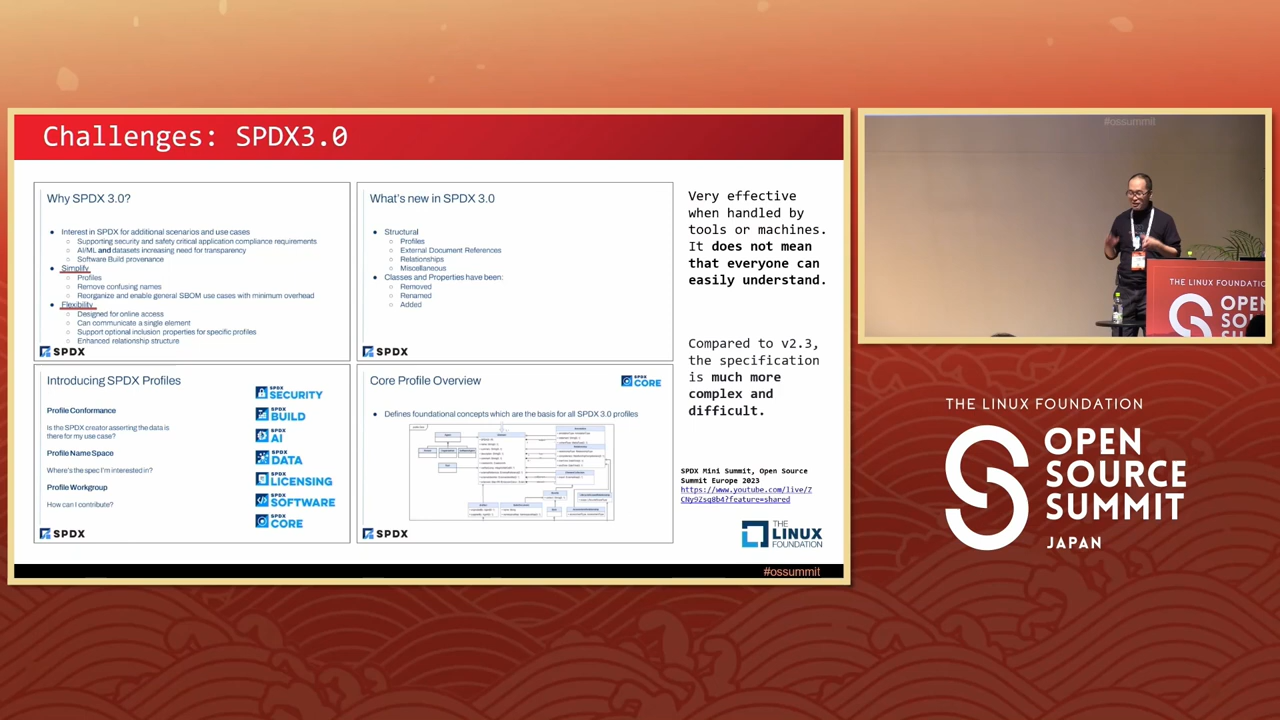 Challenges: SPDX3.0
Why SPDX 3.0?
Interest in SPDX for additional scenarios and use cases
Supporting security and safety critical application compliance requirements
AI/ML and datasets increasing need for transparency
Software Build provenance
Simplify
Profiles
Remove confusing names
Reorganize and enable general SBOM use cases with minimum overhead
Flexibility
Designed for online access
Can communicate a single element
Support optional inclusion properties for specific profiles
Enhanced relationship structure
SPDX
What's new in SPDX 3.0
Structural
Profiles
External Document References
Relationships
Miscellaneous
Classes and Properties have been:
Removed
Renamed
Added
SPDX
Introducing SPDX Profiles
Profile Conformance
Is the SPDX creator asserting the data is
there for my use case?
Profile Name Space
Where's the spec I'm interested in?
Profile Workgroup
How can I contribute?
SPDX
SECURITY
SPDX
BUILD
SPDX
AI
SPDX
DATA
SPDX
LICENSING
SPDX
SOFTWARE
SPDX
CORE
SPDX
Core Profile Overview
SPDX
CORE
Defines foundational concepts which are the basis for all SPDX 3.0 profiles
SPDX
Very effective
when handled by
tools or machines.
It does not mean
that everyone can
easily understand.
Compared to v2.3,
the specification
is much more
complex and
difficult.
SPDX Mini Summit, Open Source
Summit Europe 2023
THE
LINUX
FOUNDATION
#ossummit
#ossummit
THE LINUX FOUNDATION
OPEN
THE LINUX FOUNDATION
OPEN
SOURCE
SUMMIT
JAPAN